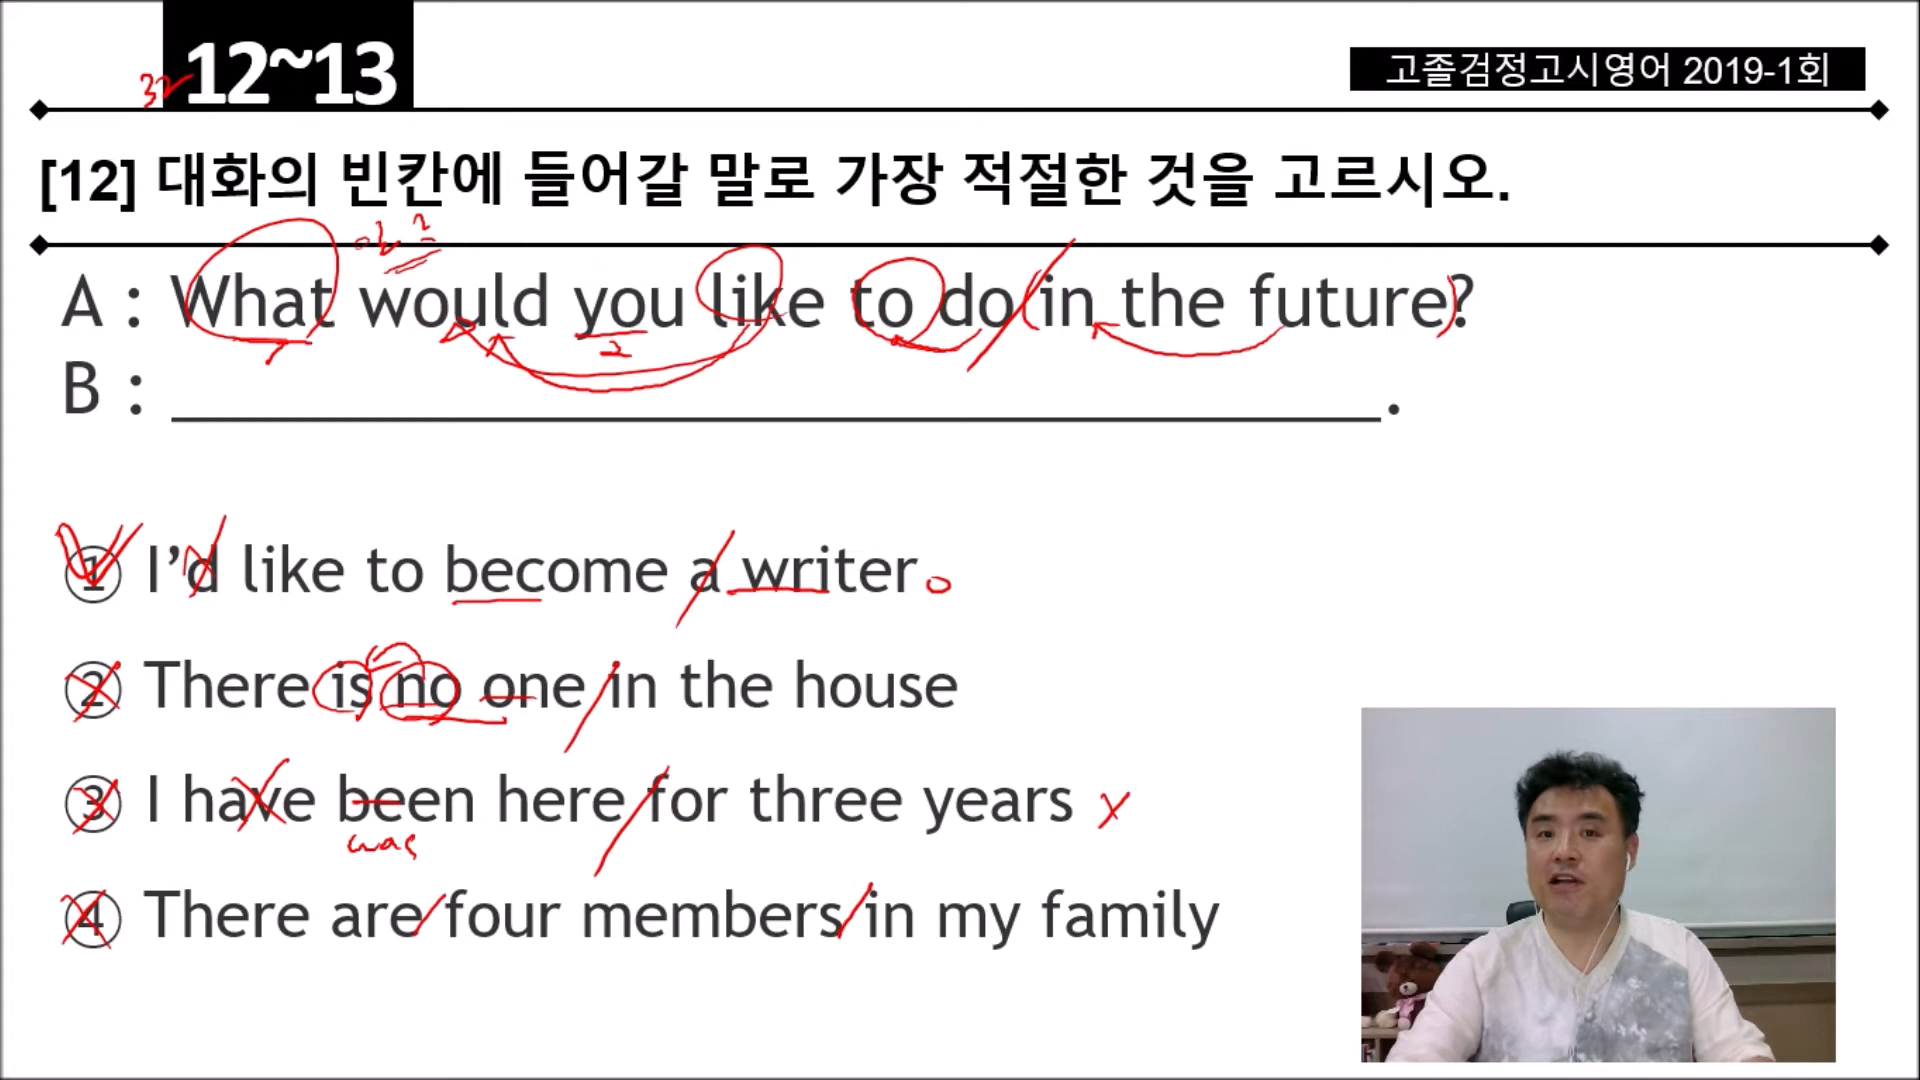 12~13
고졸검정고시영어 2019-1회
[12] 대화의 빈칸에 들어갈 말로 가장 적절한 것을 고르시오.
A : What would you like to do in the future?
B : ____________.
① I'd like to become a writer
② There is no one in the house
③ I have been here for three years
was
④ There are four members in my family